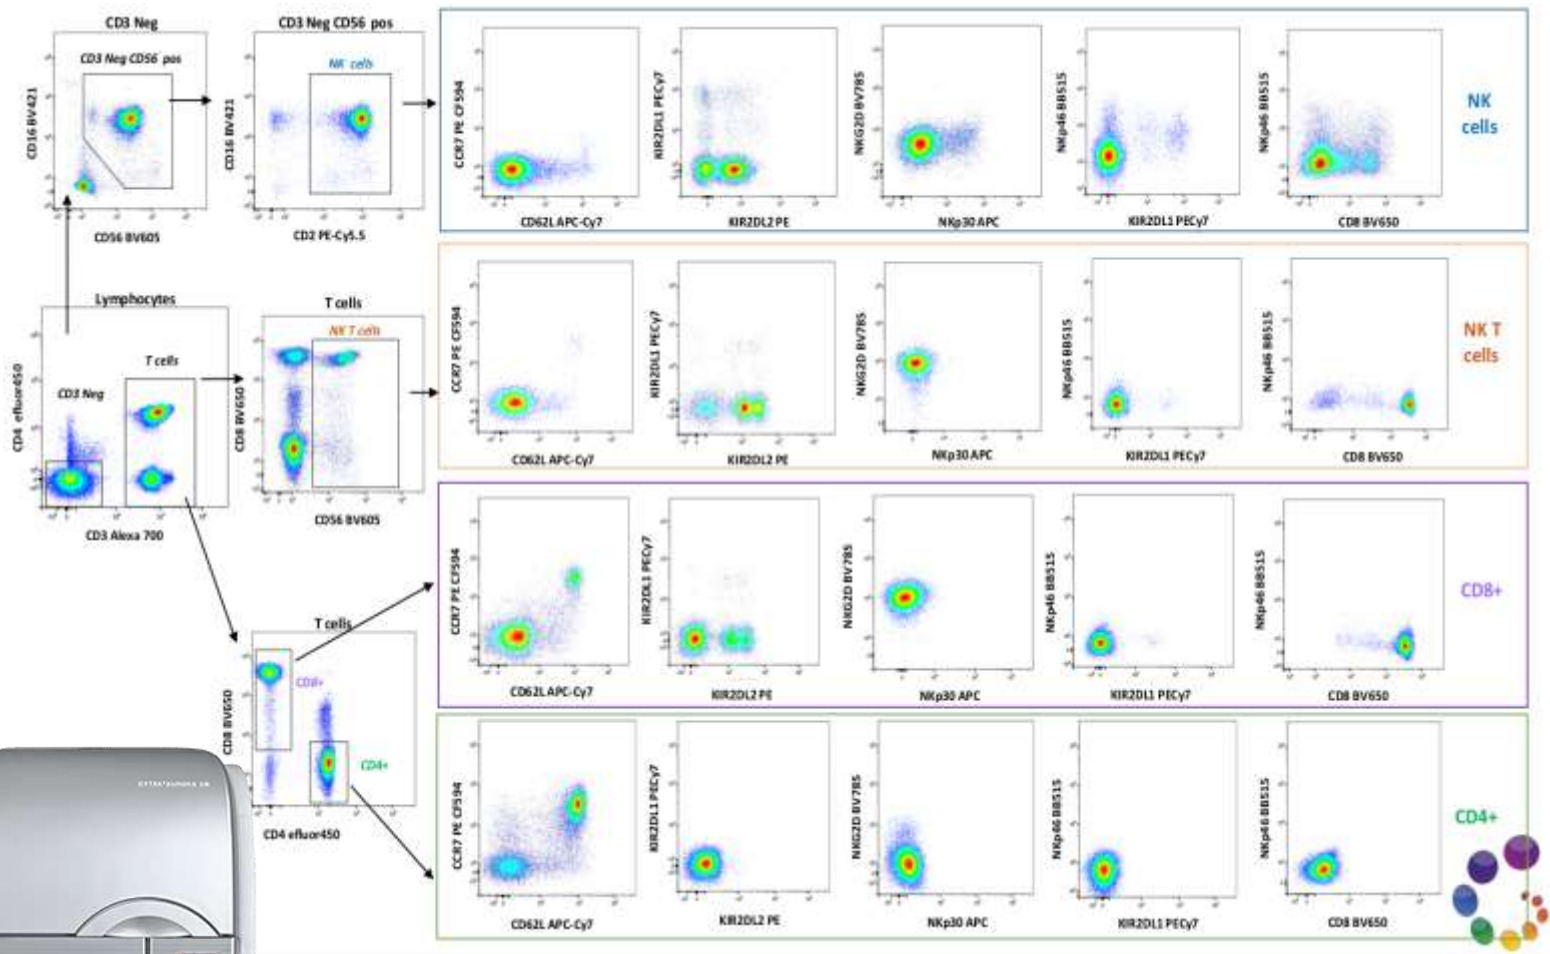 CD3 Neg
CD3 Neg CD56 pos
CD16 BV421
CD56 BV605
CD3 Neg CD56 pos
NK cells
CD16 BV421
CD2 PE-Cy5.5
CCR7 PE CF594
CD62L APC-Cy7
KIR2DL1 PECy7
KIR2DL2 PE
NKG2D BV785
NKp30 APC
NKp46 BB515
KIR2DL1 PECy7
NKp46 BB515
CD8 BV650
NK
cells
Lymphocytes
T cells
CD3 Neg
CD4 efluor450
CD3 Alexa 700
T cells
NK T cells
CD8 BV650
CD56 BV605
CCR7 PE CF594
CD62L APC-Cy7
KIR2DL1 PECy7
KIR2DL2 PE
NKG2D BV785
NKp30 APC
NKp46 BB515
KIR2DL1 PECy7
NKp46 BB515
CD8 BV650
NK T
cells
T cells
CD8+
CD4+
CD8 BV650
CD4 efluor450
CCR7 PE CF594
CD62L APC-Cy7
KIR2DL1 PECy7
KIR2DL2 PE
NKG2D BV785
NKp30 APC
NKp46 BB515
KIR2DL1 PECy7
NKp46 BB515
CD8 BV650
CD8+
CCR7 PE CF594
CD62L APC-Cy7
KIR2DL1 PECy7
KIR2DL2 PE
NKG2D BV785
NKp30 APC
NKp46 BB515
KIR2DL1 PECy7
NKp46 BB515
CD8 BV650
CD4+